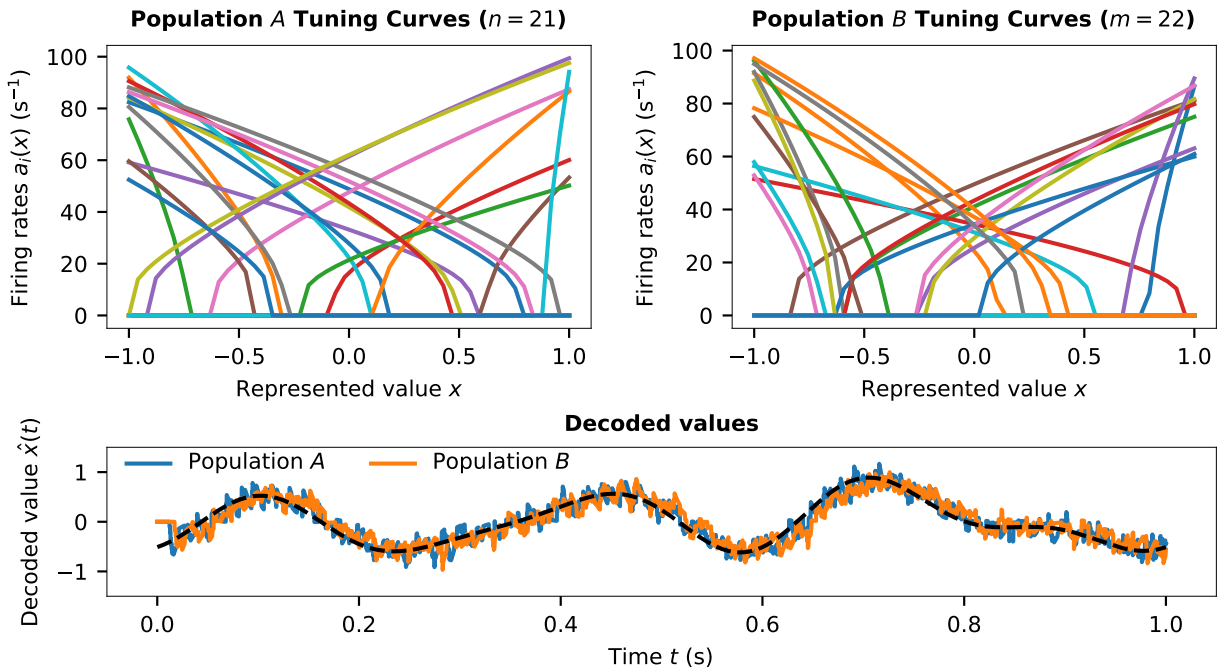 Population A Tuning Curves (n = 21)
Firing rates a_i(x) (s⁻¹)
100
80
60
40
20
0
−1.0 −0.5 0.0 0.5 1.0
Represented value x
Population B Tuning Curves (m = 22)
Firing rates a_i(x) (s⁻¹)
100
80
60
40
20
0
−1.0 −0.5 0.0 0.5 1.0
Represented value x
Decoded values
Decoded value x̂(t)
Population A Population B
1
0
−1
0.0 0.2 0.4 0.6 0.8 1.0
Time t (s)